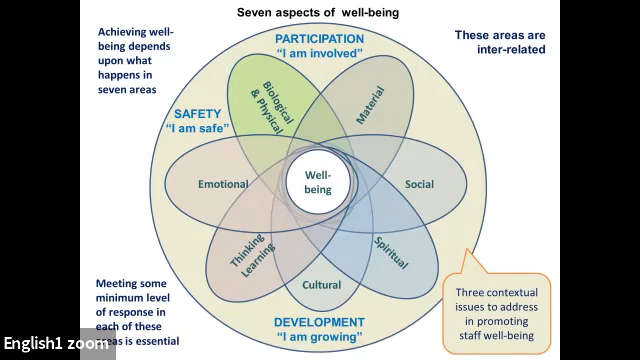 Seven aspects of well-being
Achieving well-
being depends
upon what
happens in
seven areas
PARTICIPATION
"I am involved"
These areas are
inter-related
SAFETY
"I am safe"
Biological
& Physical
Material
Emotional
Well-
being
Social
Thinking
Learning
Cultural
Spiritual
Meeting some
minimum level
of response in
each of these
areas is essential
DEVELOPMENT
"I am growing"
Three contextual
issues to address
in promoting
staff well-being
English1 zoom